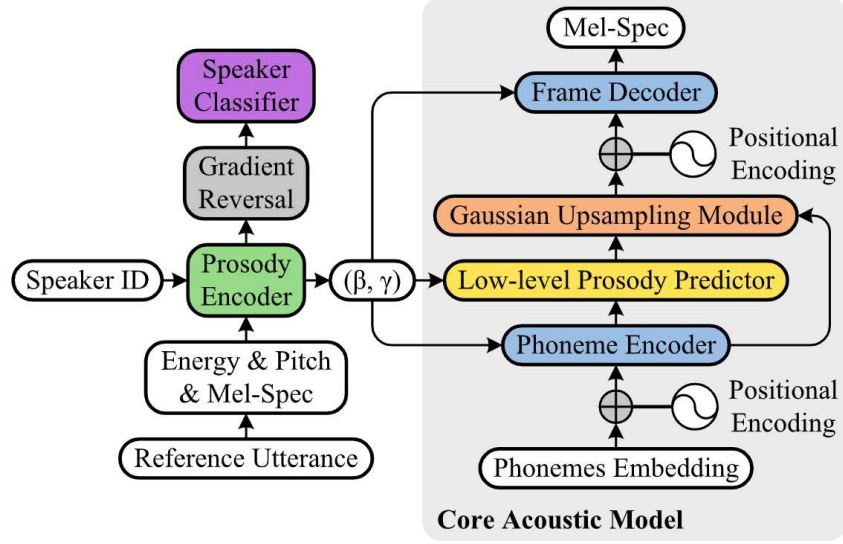 Mel-Spec
Speaker
Classifier
Frame Decoder
Positional
Encoding
Gradient
Reversal
Gaussian Upsampling Module
Speaker ID
Prosody
Encoder
(β, γ)
Low-level Prosody Predictor
Phoneme Encoder
Energy & Pitch
& Mel-Spec
Positional
Encoding
Reference Utterance
Phonemes Embedding
Core Acoustic Model